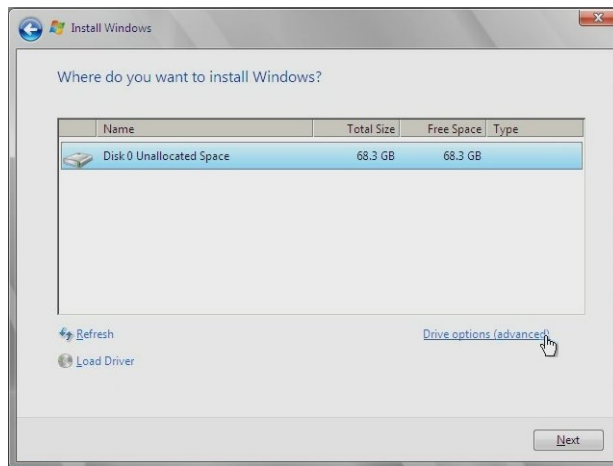 Install Windows
Where do you want to install Windows?
Name Total Size Free Space Type
Disk 0 Unallocated Space 68.3 GB 68.3 GB
Refresh Drive options (advanced)
Load Driver
Next